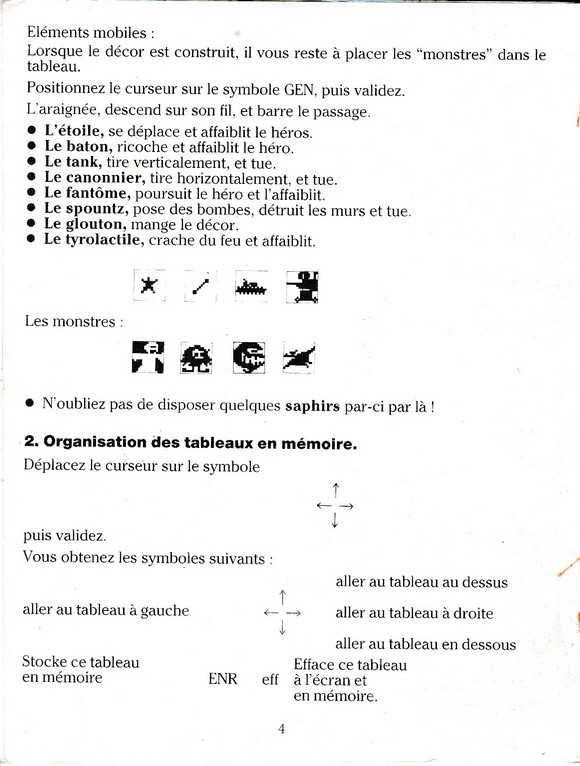 Eléments mobiles :
Lorsque le décor est construit, il vous reste à placer les “monstres” dans le
tableau.
Positionnez le curseur sur le symbole GEN, puis validez.
L'araignée, descend sur son fil, et barre le passage.
● L'étoile, se déplace et affaiblit le héros.
● Le baton, ricoche et affaiblit le héro.
● Le tank, tire verticalement, et tue.
● Le canonnier, tire horizontalement, et tue.
● Le fantôme, poursuit le héro et l'affaiblit.
● Le spountz, pose des bombes, détruit les murs et tue.
● Le glouton, mange le décor.
● Le tyrolactile, crache du feu et affaiblit.
Les monstres :
● N'oubliez pas de disposer quelques saphirs par-ci par là !
2. Organisation des tableaux en mémoire.
Déplacez le curseur sur le symbole
↑
← →
↓
puis validez.
Vous obtenez les symboles suivants :
aller au tableau au dessus
↑
aller au tableau à gauche ← → aller au tableau à droite
↓
aller au tableau en dessous
Stocke ce tableau
en mémoire
ENR eff
Efface ce tableau
à l'écran et
en mémoire.
4